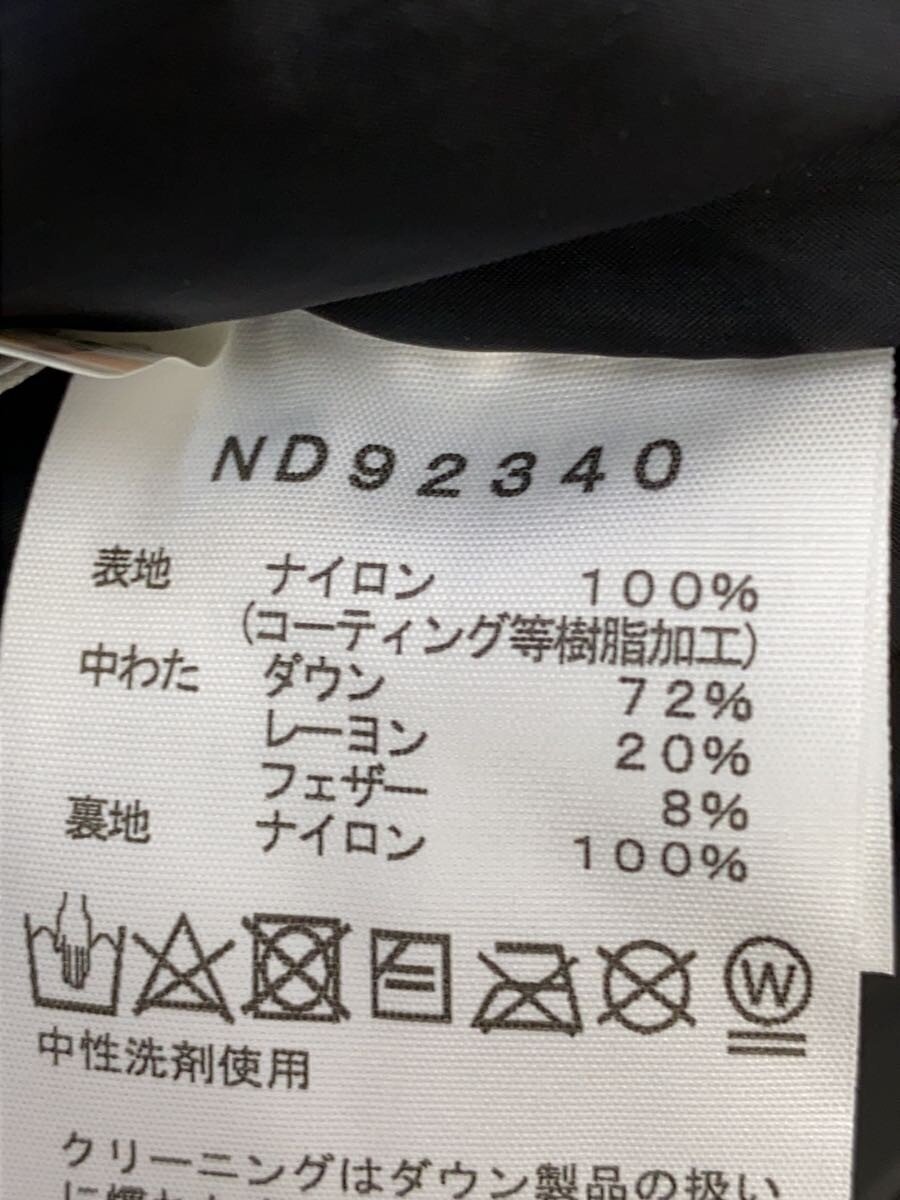 ND92340
表地 ナイロン 100%
(コーティング等樹脂加工)
中わた ダウン 72%
レーヨン 20%
フェザー 8%
裏地 ナイロン 100%
W
中性洗剤使用
クリーニングはダウン製品の扱い